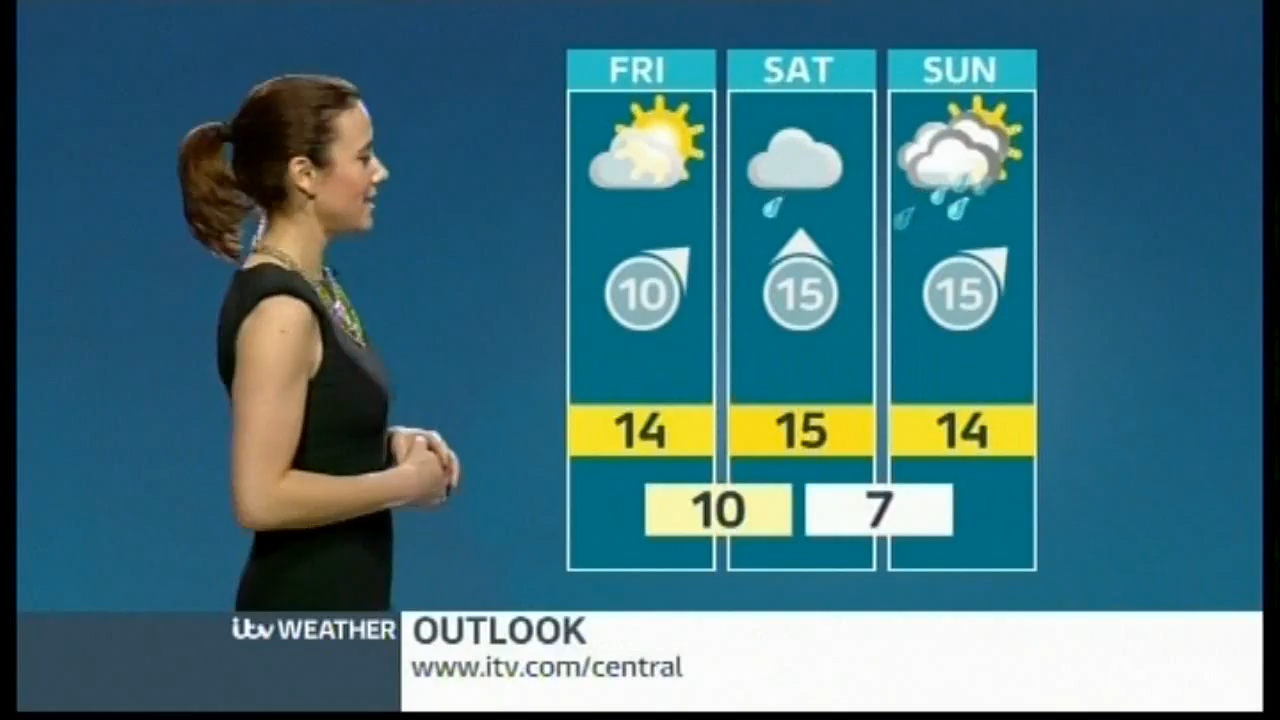 FRI SAT SUN
10 15 15
14 15 14
10 7
itv WEATHER
OUTLOOK
www.itv.com/central